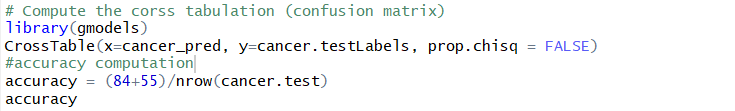 # Compute the corss tabulation (confusion matrix)
library(gmodels)
CrossTable(x=cancer_pred, y=cancer.testLabels, prop.chisq = FALSE)
#accuracy computation
accuracy = (84+55)/nrow(cancer.test)
accuracy